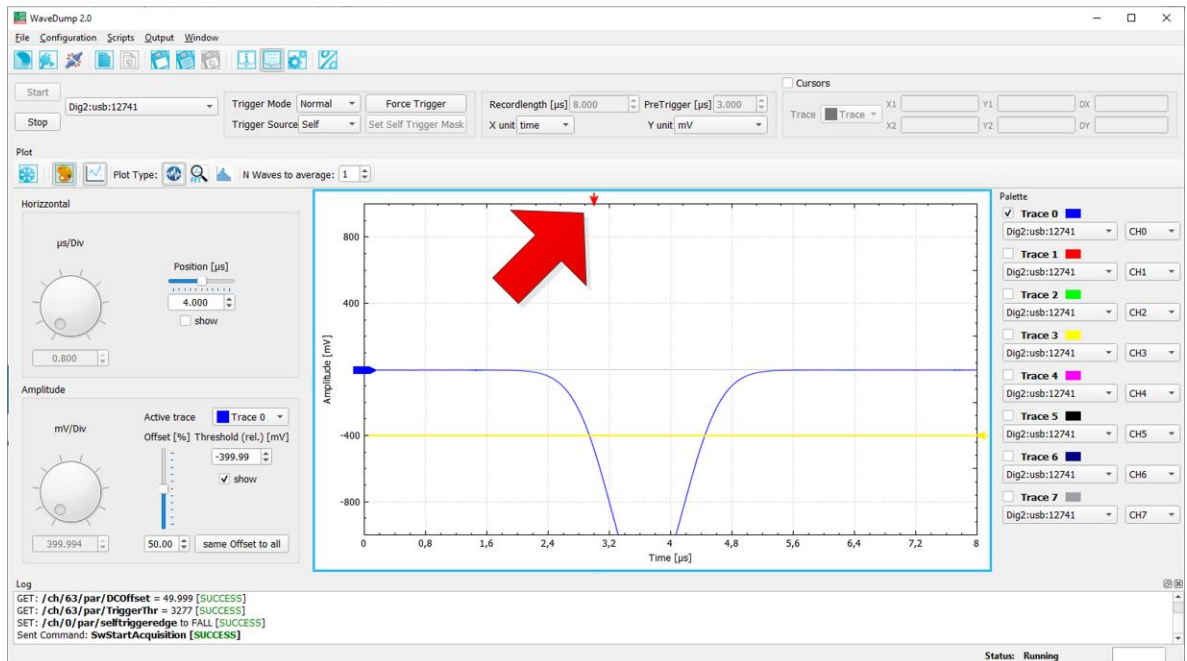 WaveDump 2.0
File Configuration Scripts Output Window
Start
Stop
Dig2:usb:12741
Trigger Mode Normal Force Trigger
Trigger Source Self Set Self Trigger Mask
Recordlength [µs] 8.000 PreTrigger [µs] 3.000
X unit time Y unit mV
Cursors
Trace Trace X1 Y1 DX
X2 Y2 DY
Plot
Plot Type: FFT N Waves to average: 1
Horizzontal
µs/Div
Position [µs]
4.000
show
0.800
Amplitude
mV/Div
Active trace Trace 0
Offset [%] Threshold (rel.) [mV]
-399.99
show
399.994
50.00 same Offset to all
Amplitude [mV]
800
400
0
-400
-800
0 0,8 1,6 2,4 3,2 4 4,8 5,6 6,4 7,2 8
Time [µs]
Palette
Trace 0
Dig2:usb:12741 CH0
Trace 1
Dig2:usb:12741 CH1
Trace 2
Dig2:usb:12741 CH2
Trace 3
Dig2:usb:12741 CH3
Trace 4
Dig2:usb:12741 CH4
Trace 5
Dig2:usb:12741 CH5
Trace 6
Dig2:usb:12741 CH6
Trace 7
Dig2:usb:12741 CH7
Log
GET: /ch/63/par/DCOffset = 49.999 [SUCCESS]
GET: /ch/63/par/TriggerThr = 3277 [SUCCESS]
SET: /ch/0/par/selftriggeredge to FALL [SUCCESS]
Sent Command: SwStartAcquisition [SUCCESS]
Status: Running